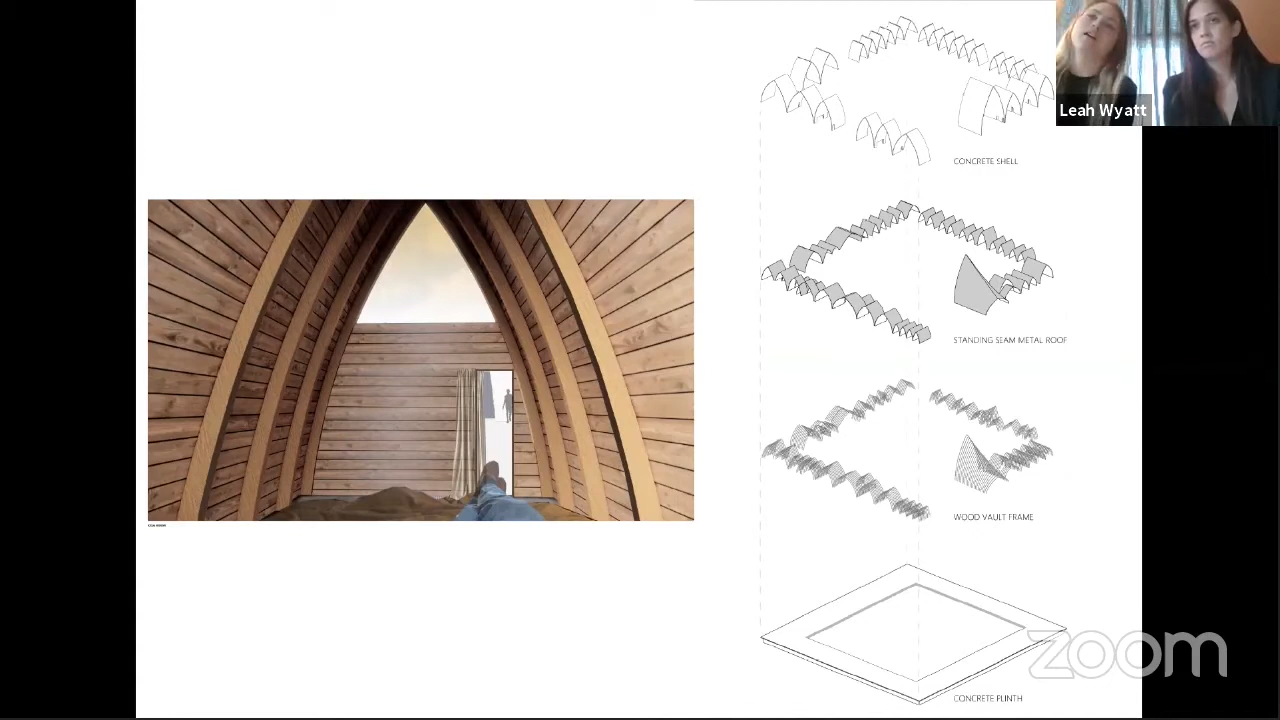 Leah Wyatt
CONCRETE SHELL
STANDING SEAM METAL ROOF
WOOD VAULT FRAME
CONCRETE PLINTH
zoom